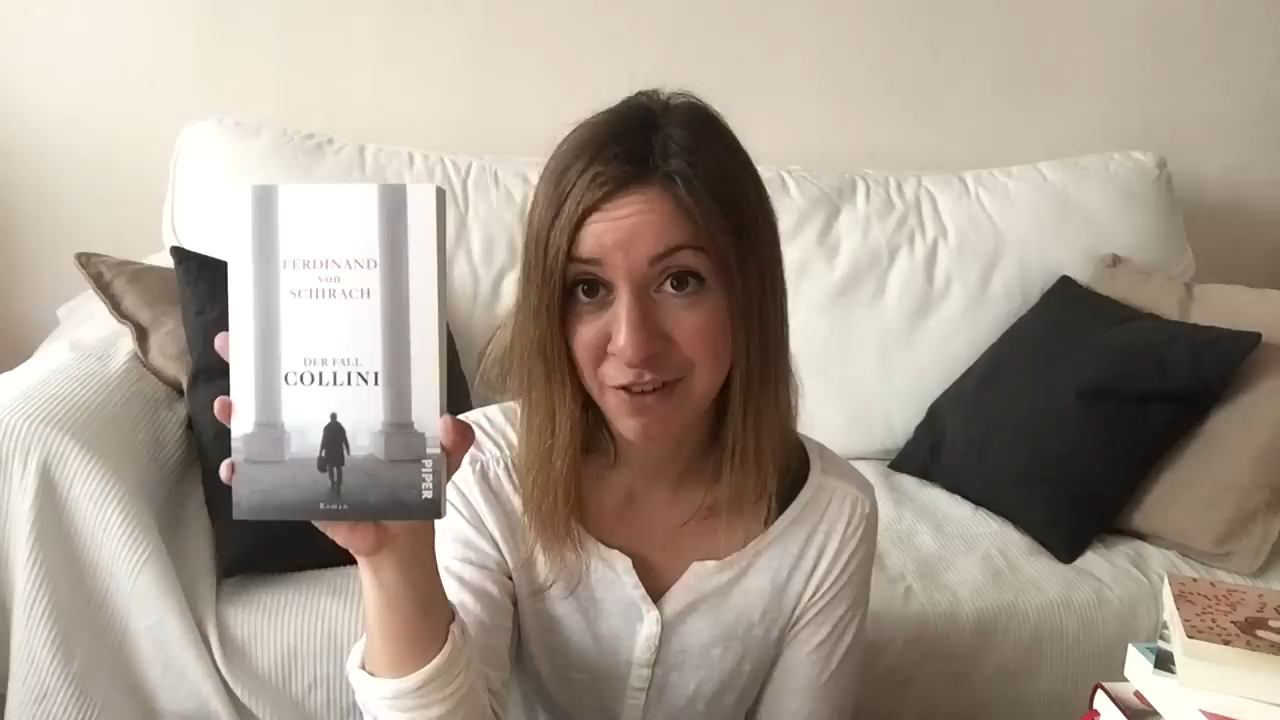 FERDINAND
von
SCHIRACH
DER FALL
COLLINI
PIPER
Roman